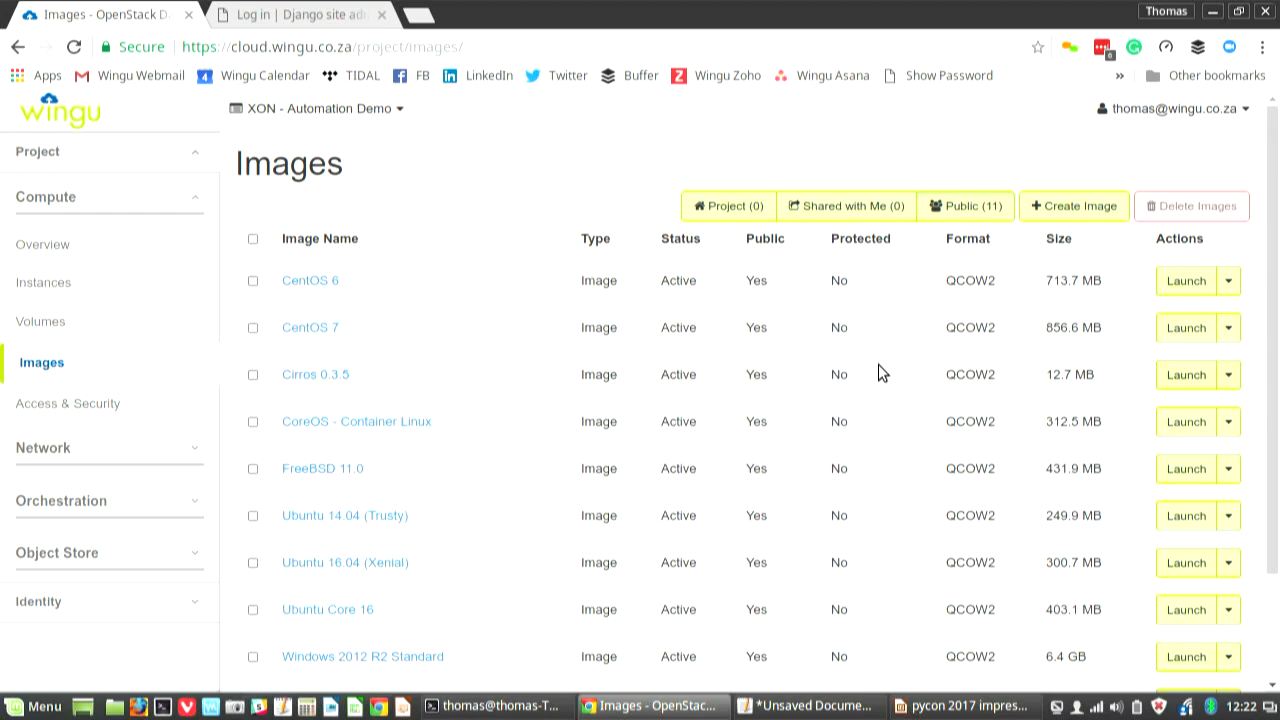 Images - OpenStack D
Log in | Django site ad
Thomas
Secure
https://cloud.wingu.co.za/project/images/
6
Apps
Wingu Webmail
Wingu Calendar
TIDAL
FB
LinkedIn
Twitter
Buffer
Wingu Zoho
Wingu Asana
Show Password
»
Other bookmarks
wingu
XON - Automation Demo
thomas@wingu.co.za
Project
Compute
Overview
Instances
Volumes
Images
Access & Security
Network
Orchestration
Object Store
Identity
Images
Project (0)
Shared with Me (0)
Public (11)
Create Image
Delete Images
Image Name Type Status Public Protected Format Size Actions
CentOS 6 Image Active Yes No QCOW2 713.7 MB Launch
CentOS 7 Image Active Yes No QCOW2 856.6 MB Launch
Cirros 0.3.5 Image Active Yes No QCOW2 12.7 MB Launch
CoreOS - Container Linux Image Active Yes No QCOW2 312.5 MB Launch
FreeBSD 11.0 Image Active Yes No QCOW2 431.9 MB Launch
Ubuntu 14.04 (Trusty) Image Active Yes No QCOW2 249.9 MB Launch
Ubuntu 16.04 (Xenial) Image Active Yes No QCOW2 300.7 MB Launch
Ubuntu Core 16 Image Active Yes No QCOW2 403.1 MB Launch
Windows 2012 R2 Standard Image Active Yes No QCOW2 6.4 GB Launch
Menu
thomas@thomas-T...
Images - OpenStac...
*Unsaved Docume...
pycon 2017 impres...
12:22